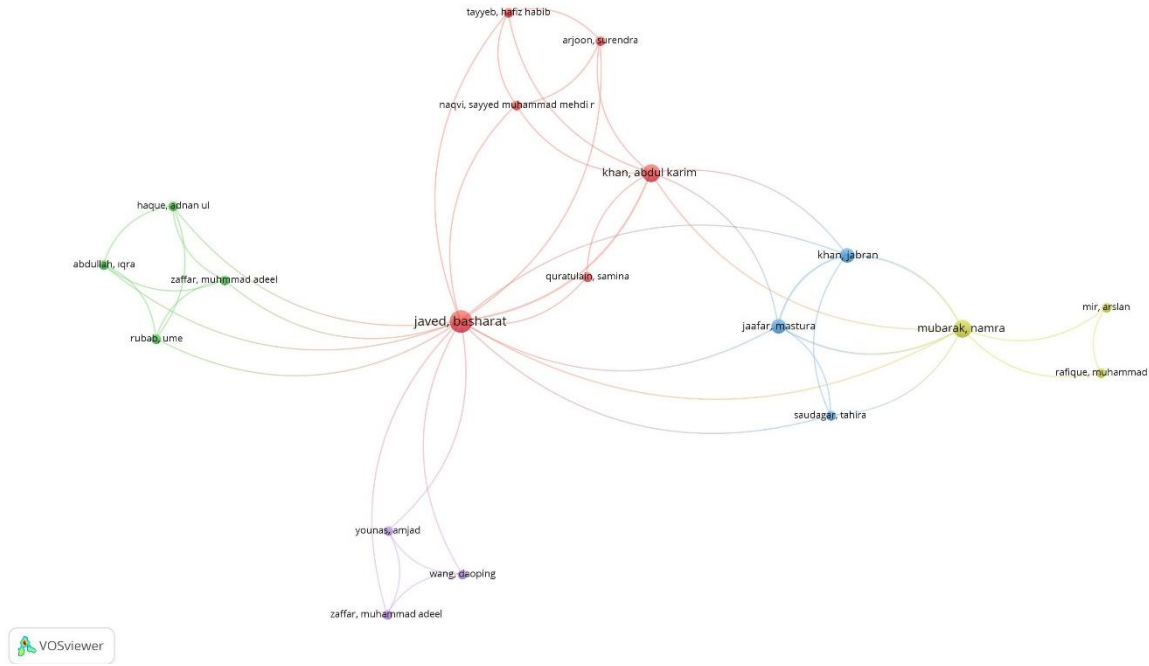 tayyeb, hafiz habib
arjoon, surendra
naqvi, sayyed muhammad mehdi r
khan, abdul karim
haque, adnan ul
abdullah, iqra
zaffar, muhmmad adeel
rubab, ume
khan, jabran
quratulain, samina
javed, basharat
jaafar, mastura
mubarak, namra
mir, arslan
rafique, muhammad
saudagar, tahira
younas, amjad
wang, daoping
zaffar, muhammad adeel
VOSviewer